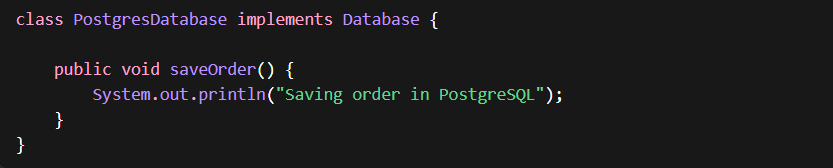 class PostgresDatabase implements Database {
    public void saveOrder() {
        System.out.println("Saving order in PostgreSQL");
    }
}